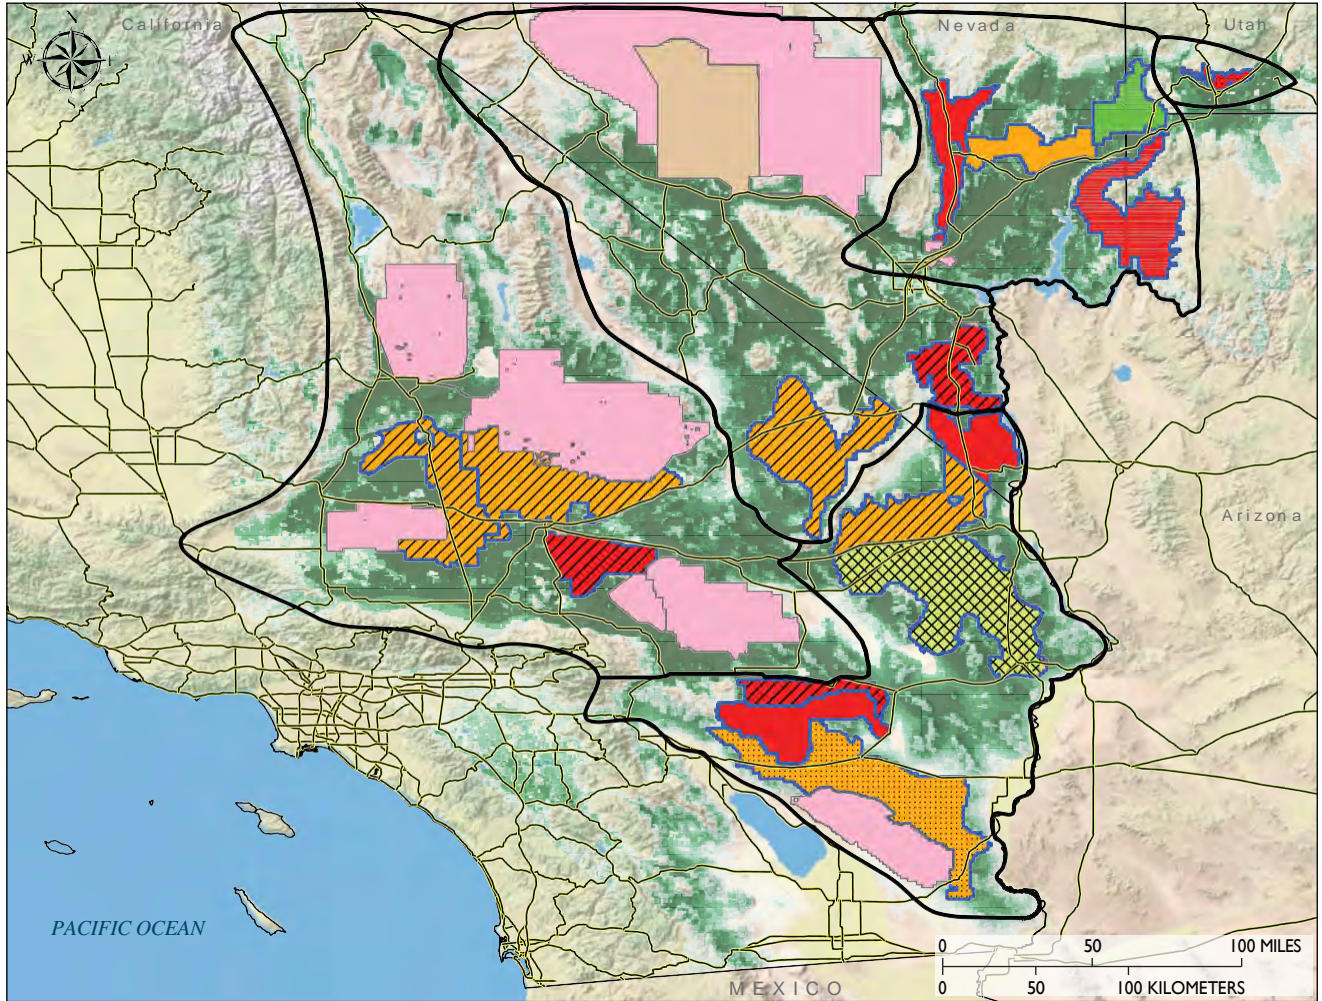 California
Nevada
Utah
N
W
Arizona
PACIFIC OCEAN
0 50 100 MILES
0 50 100 KILOMETERS
MEXICO